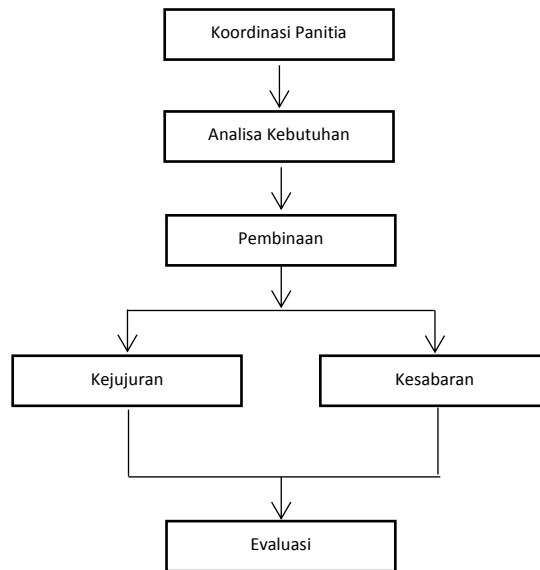 Koordinasi Panitia
Analisa Kebutuhan
Pembinaan
Kejujuran
Kesabaran
Evaluasi